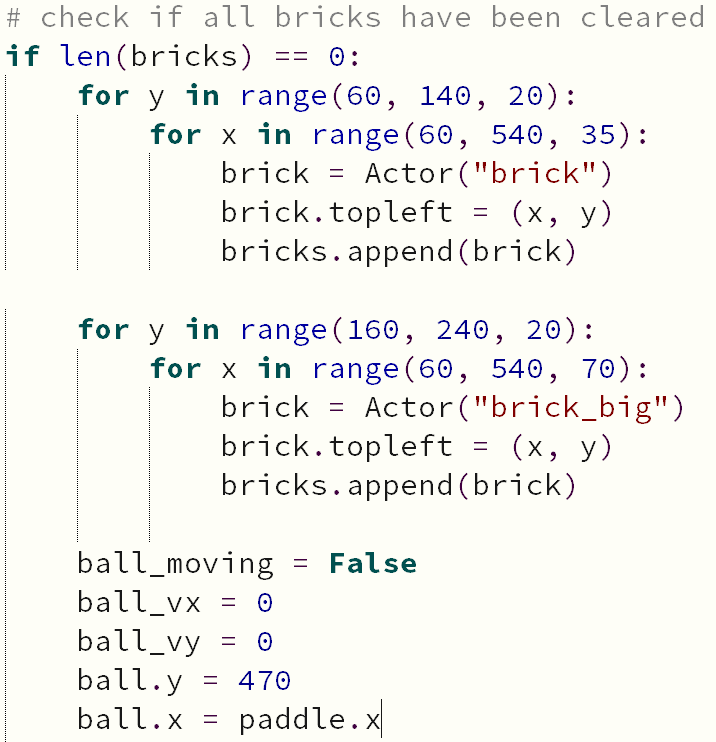 # check if all bricks have been cleared
if len(bricks) == 0:
    for y in range(60, 140, 20):
        for x in range(60, 540, 35):
            brick = Actor("brick")
            brick.topleft = (x, y)
            bricks.append(brick)

    for y in range(160, 240, 20):
        for x in range(60, 540, 70):
            brick = Actor("brick_big")
            brick.topleft = (x, y)
            bricks.append(brick)

    ball_moving = False
    ball_vx = 0
    ball_vy = 0
    ball.y = 470
    ball.x = paddle.x